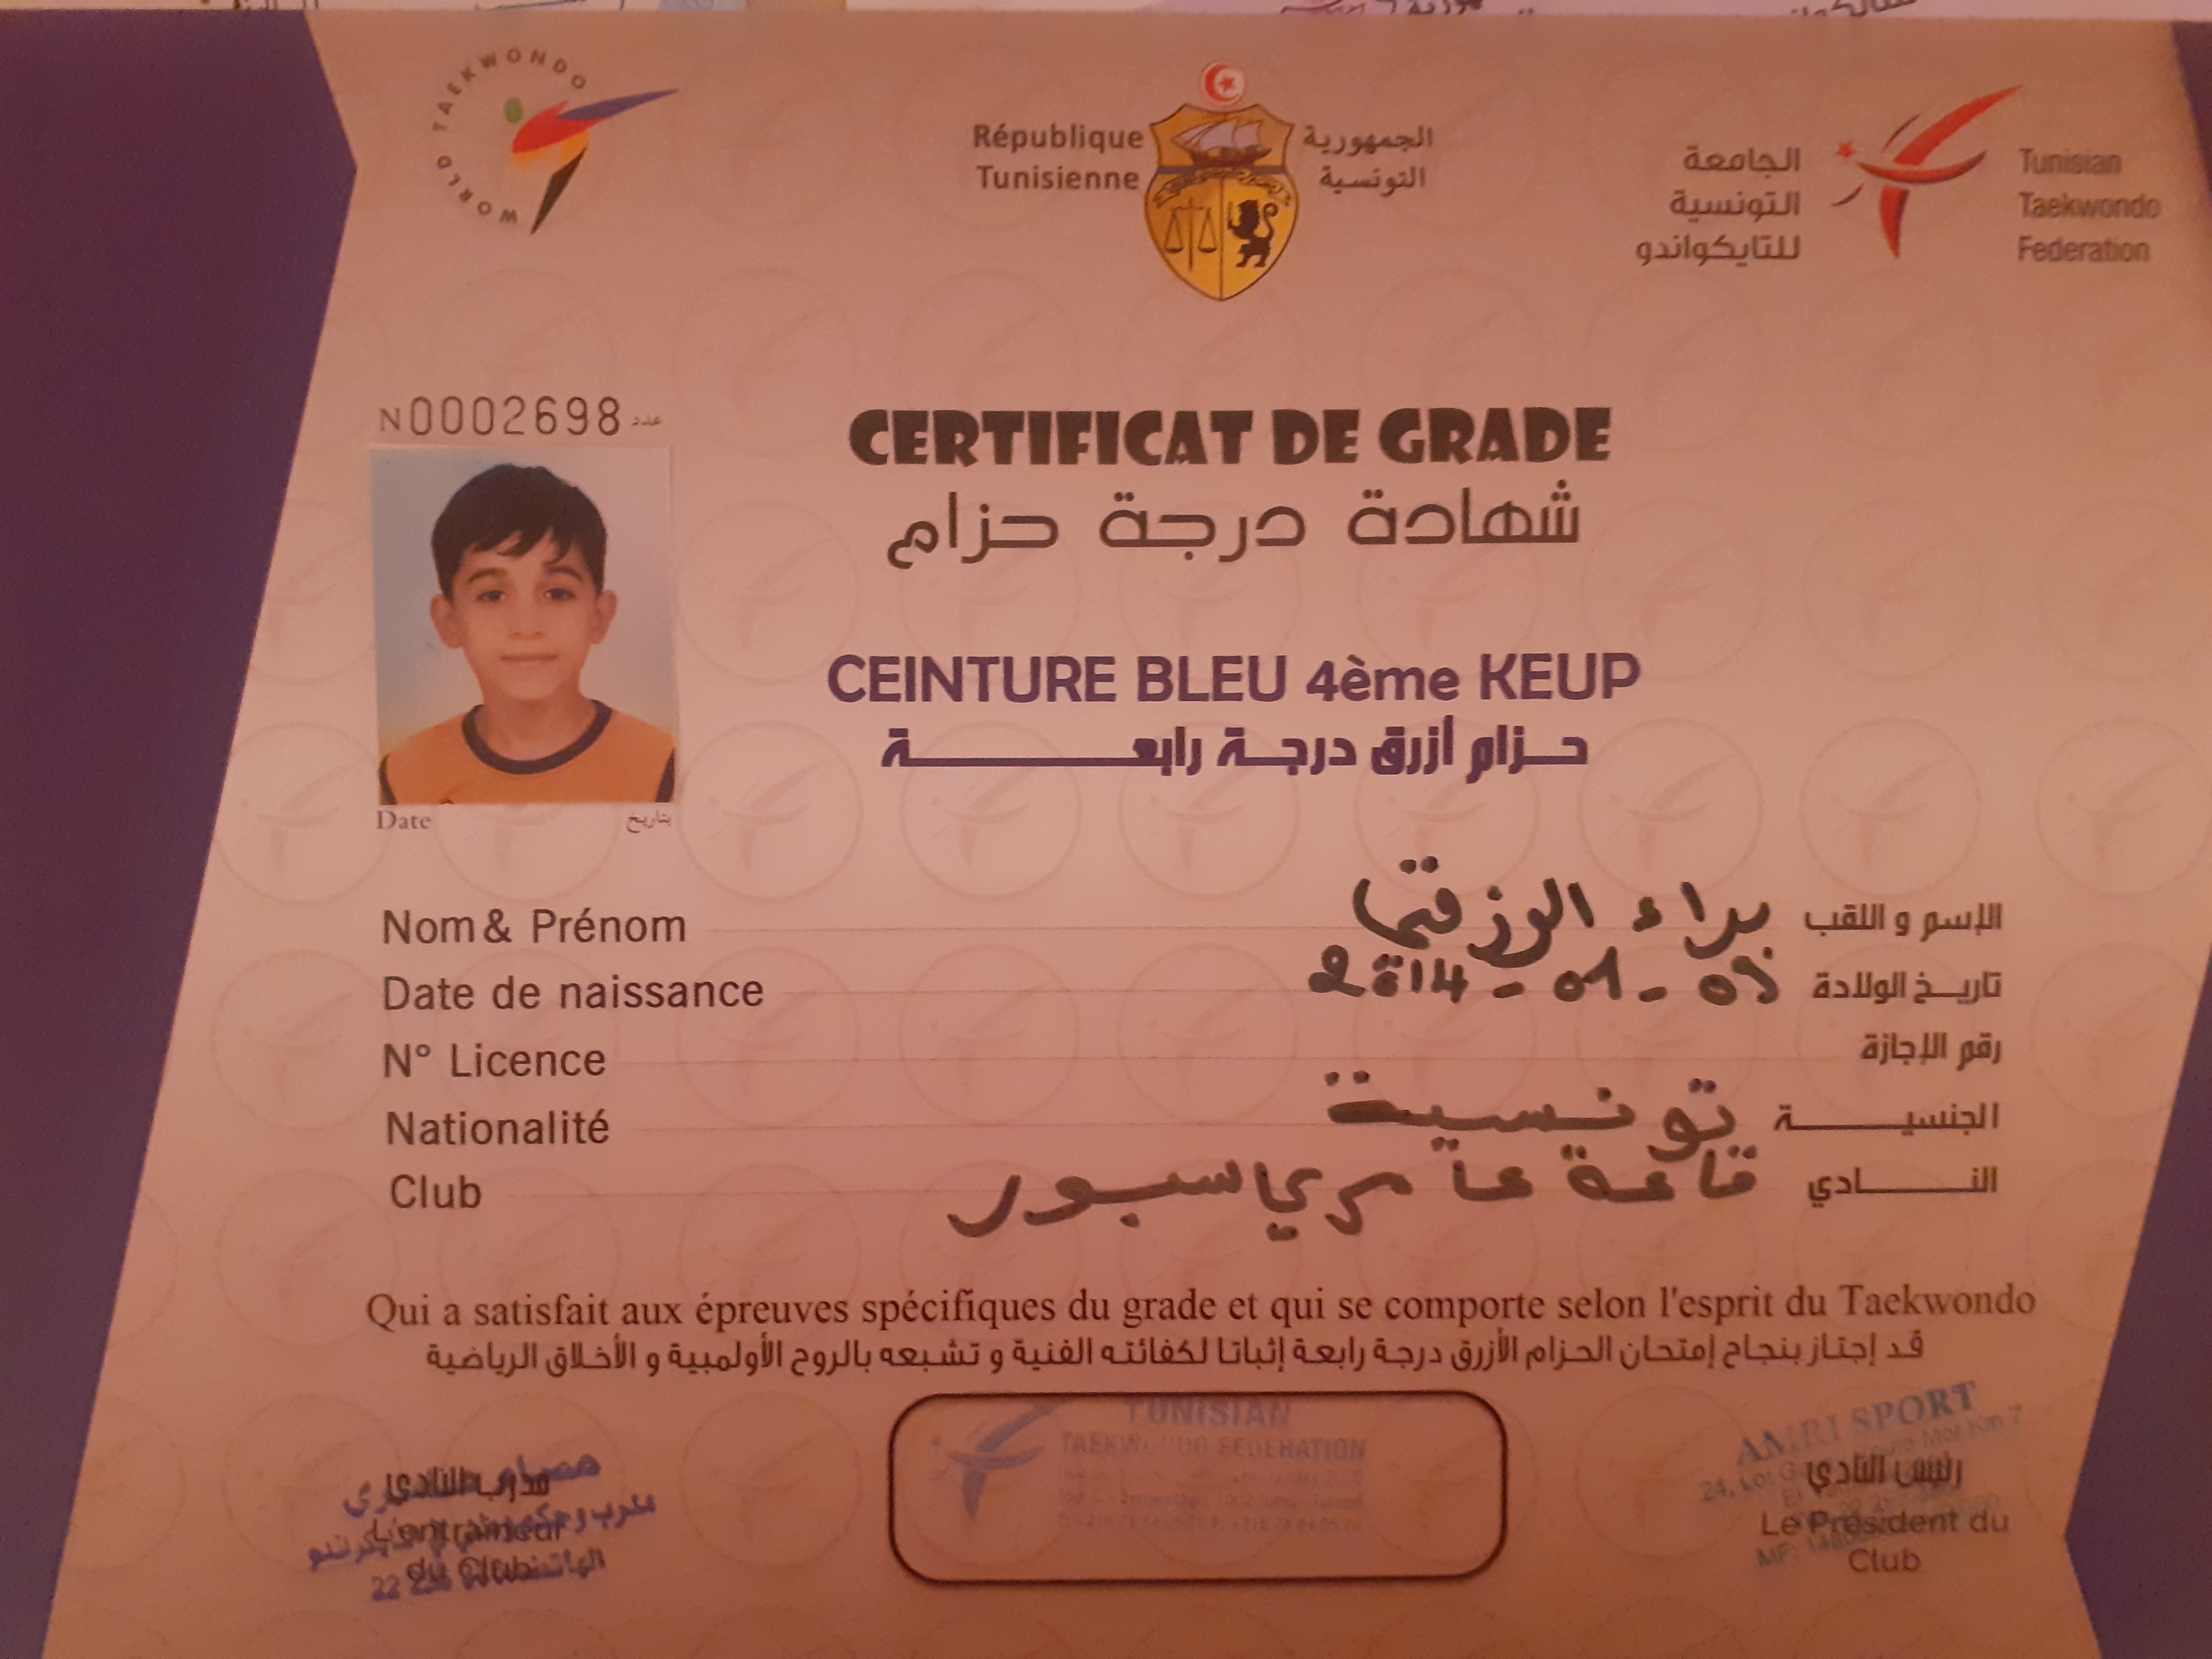 WORLD TAEKWONDO
République
Tunisienne
الجمهورية
التونسية
الجامعة
التونسية
للتايكواندو
Tunisian
Taekwondo
Federation
N 0002698 عدد
CERTIFICAT DE GRADE
شهادة درجة حزام
CEINTURE BLEU 4ème KEUP
حزام أزرق درجة رابعة
Date بتاريخ
Nom & Prénom براء الورزقي الإسم و اللقب
Date de naissance 2014 - 01 - تاريخ الولادة
N° Licence رقم الإجازة
Nationalité تونسية الجنسية
Club قاعة عامري سبور النادي
Qui a satisfait aux épreuves spécifiques du grade et qui se comporte selon l'esprit du Taekwondo
قد إجتاز بنجاح إمتحان الحزام الأزرق درجة رابعة إثباتا لكفائته الفنية و تشبعه بالروح الأولمبية و الأخلاق الرياضية
مدرب النادي
L'entraineur
du Club
TUNISIAN
TAEKWONDO FEDERATION
AMRI SPORT
رئيس النادي
Le Président du
Club